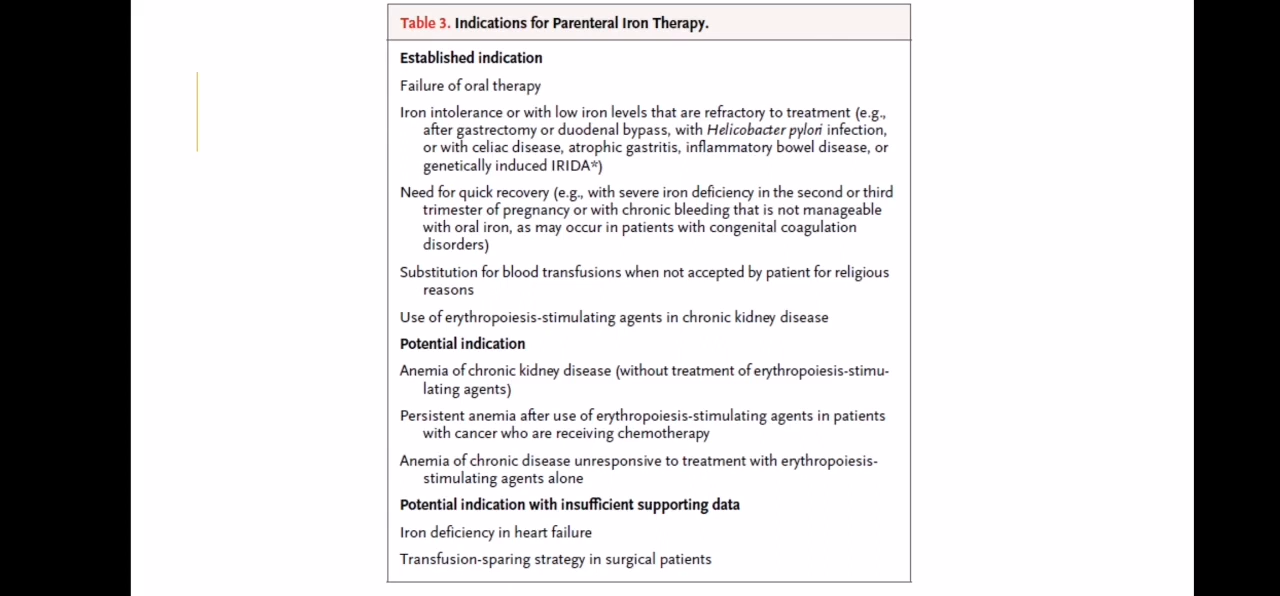 Table 3. Indications for Parenteral Iron Therapy.
Established indication
Failure of oral therapy
Iron intolerance or with low iron levels that are refractory to treatment (e.g.,
after gastrectomy or duodenal bypass, with Helicobacter pylori infection,
or with celiac disease, atrophic gastritis, inflammatory bowel disease, or
genetically induced IRIDA*)
Need for quick recovery (e.g., with severe iron deficiency in the second or third
trimester of pregnancy or with chronic bleeding that is not manageable
with oral iron, as may occur in patients with congenital coagulation
disorders)
Substitution for blood transfusions when not accepted by patient for religious
reasons
Use of erythropoiesis-stimulating agents in chronic kidney disease
Potential indication
Anemia of chronic kidney disease (without treatment of erythropoiesis-stimu-
lating agents)
Persistent anemia after use of erythropoiesis-stimulating agents in patients
with cancer who are receiving chemotherapy
Anemia of chronic disease unresponsive to treatment with erythropoiesis-
stimulating agents alone
Potential indication with insufficient supporting data
Iron deficiency in heart failure
Transfusion-sparing strategy in surgical patients